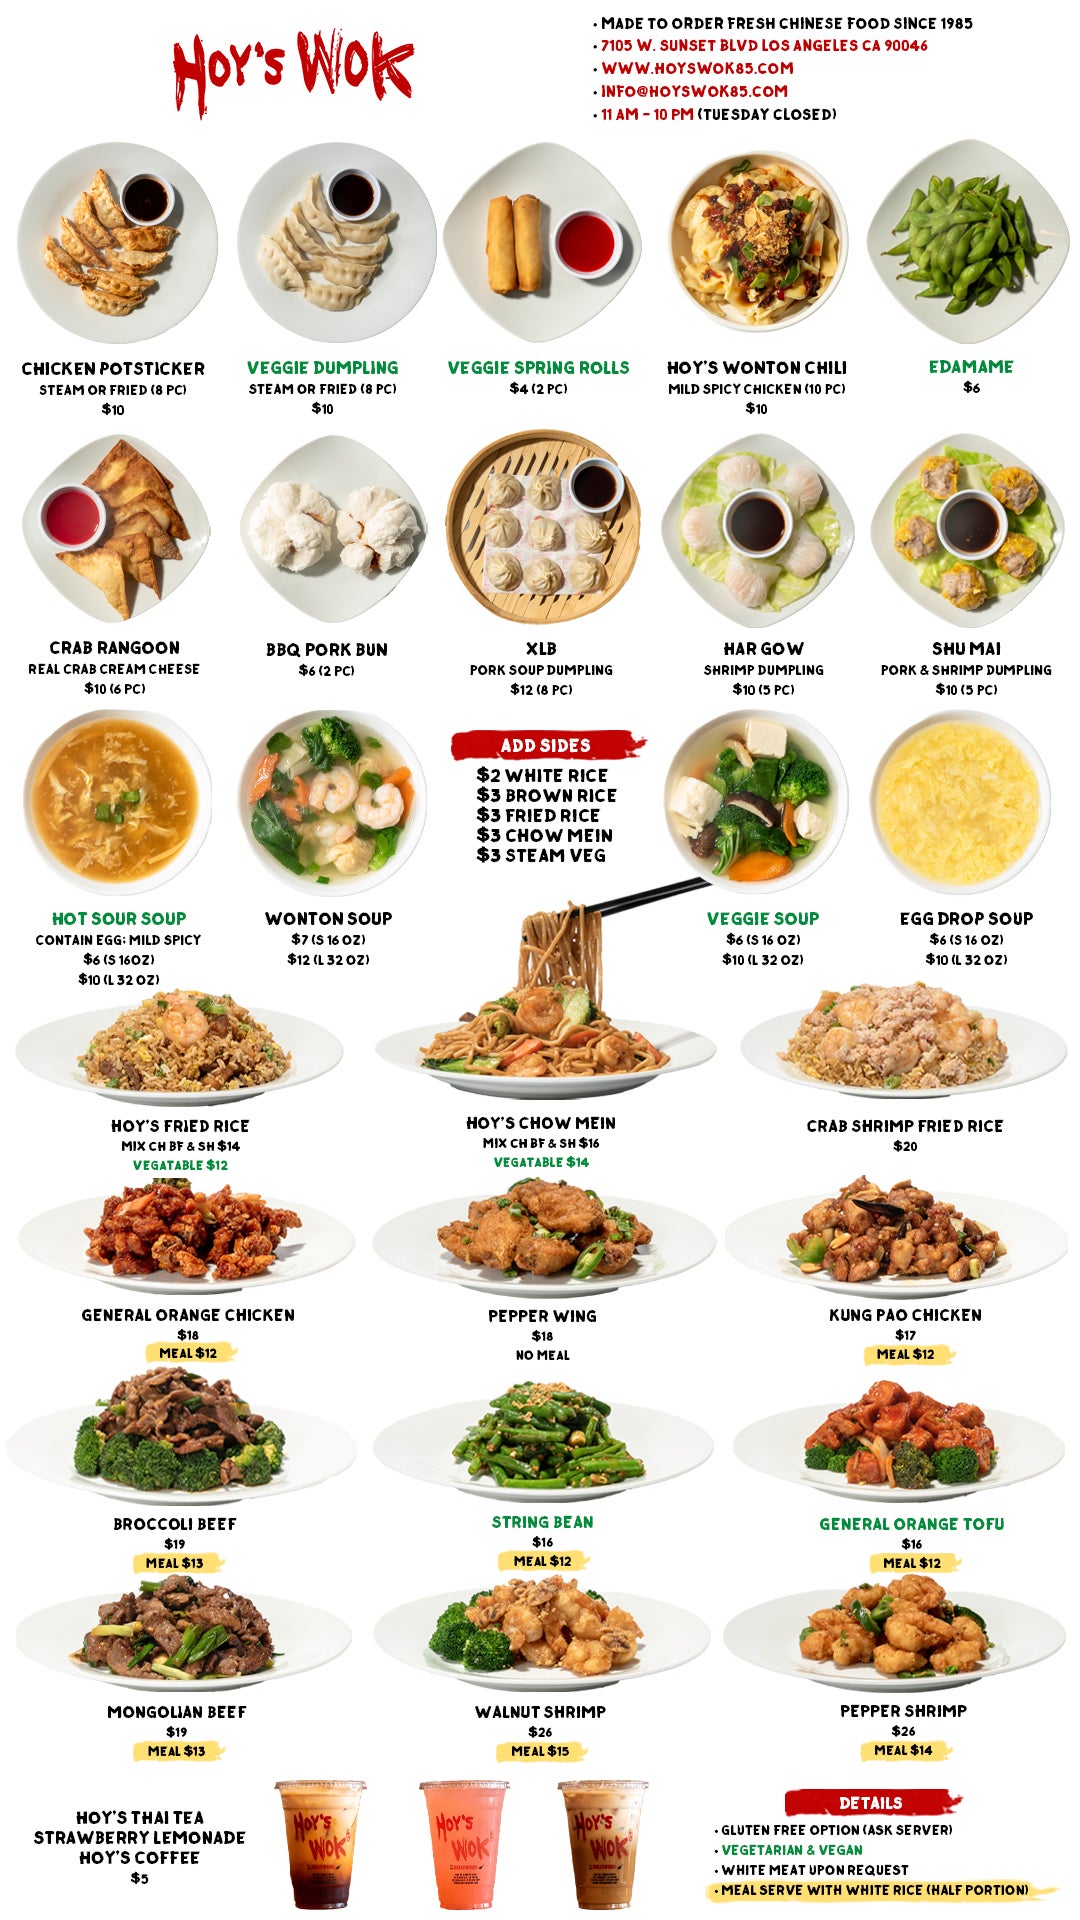 HOY'S WOK
• MADE TO ORDER FRESH CHINESE FOOD SINCE 1985
• 7105 W. SUNSET BLVD LOS ANGELES CA 90046
• WWW.HOYSWOK85.COM
• INFO@HOYSWOK85.COM
• 11 AM - 10 PM (TUESDAY CLOSED)
CHICKEN POTSTICKER
STEAM OR FRIED (8 PC)
$10
VEGGIE DUMPLING
STEAM OR FRIED (8 PC)
$10
VEGGIE SPRING ROLLS
$4 (2 PC)
HOY'S WONTON CHILI
MILD SPICY CHICKEN (10 PC)
$10
EDAMAME
$6
CRAB RANGOON
REAL CRAB CREAM CHEESE
$10 (6 PC)
BBQ PORK BUN
$6 (2 PC)
XLB
PORK SOUP DUMPLING
$12 (8 PC)
HAR GOW
SHRIMP DUMPLING
$10 (5 PC)
SHU MAI
PORK & SHRIMP DUMPLING
$10 (5 PC)
ADD SIDES
$2 WHITE RICE
$3 BROWN RICE
$3 FRIED RICE
$3 CHOW MEIN
$3 STEAM VEG
HOT SOUR SOUP
CONTAIN EGG; MILD SPICY
$6 (S 16OZ)
$10 (L 32 OZ)
WONTON SOUP
$7 (S 16 OZ)
$12 (L 32 OZ)
VEGGIE SOUP
$6 (S 16 OZ)
$10 (L 32 OZ)
EGG DROP SOUP
$6 (S 16 OZ)
$10 (L 32 OZ)
HOY'S FRIED RICE
MIX CH BF & SH $14
VEGATABLE $12
HOY'S CHOW MEIN
MIX CH BF & SH $16
VEGATABLE $14
CRAB SHRIMP FRIED RICE
$20
GENERAL ORANGE CHICKEN
$18
MEAL $12
PEPPER WING
$18
NO MEAL
KUNG PAO CHICKEN
$17
MEAL $12
BROCCOLI BEEF
$19
MEAL $13
STRING BEAN
$16
MEAL $12
GENERAL ORANGE TOFU
$16
MEAL $12
MONGOLIAN BEEF
$19
MEAL $13
WALNUT SHRIMP
$26
MEAL $15
PEPPER SHRIMP
$26
MEAL $14
HOY'S THAI TEA
STRAWBERRY LEMONADE
HOY'S COFFEE
$5
HOY'S WOK
HOY'S WOK
HOY'S WOK
DETAILS
• GLUTEN FREE OPTION (ASK SERVER)
• VEGETARIAN & VEGAN
• WHITE MEAT UPON REQUEST
• MEAL SERVE WITH WHITE RICE (HALF PORTION)